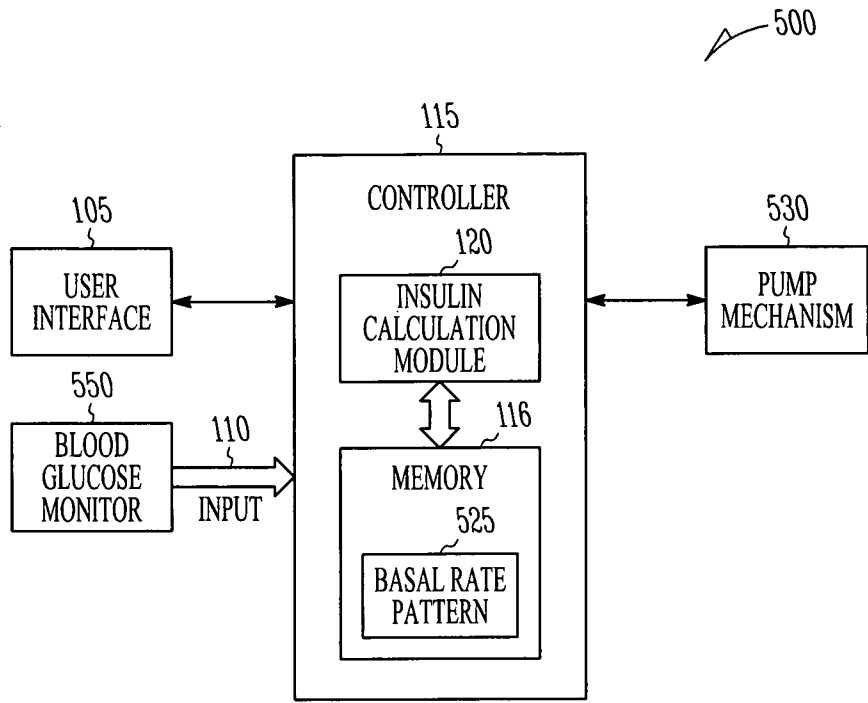 500
115
CONTROLLER
105
USER
INTERFACE
120
INSULIN
CALCULATION
MODULE
530
PUMP
MECHANISM
550
BLOOD
GLUCOSE
MONITOR
110
INPUT
116
MEMORY
525
BASAL RATE
PATTERN